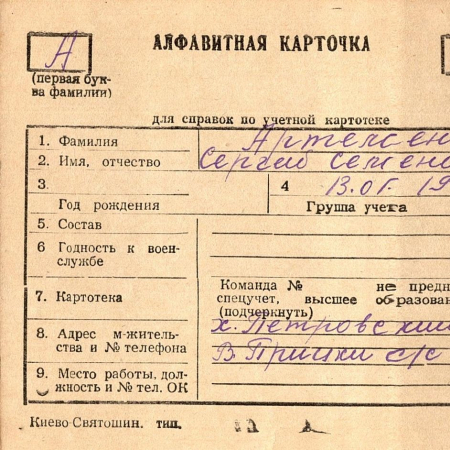 А
АЛФАВИТНАЯ КАРТОЧКА
(первая бук-
ва фамилии)
для справок по учетной картотеке
1. Фамилия
2. Имя, отчество Сергей
3.
4 13.01.19
Год рождения
Группа учета
5. Состав
6 Годность к воен-
службе
7. Картотека
Команда № не предн
спецучет, высшее образован
(подчеркнуть)
8. Адрес м-житель-
ства и № телефона
х. Петровский
В. Прицки с/с
9. Место работы, дол-
жность и № тел. ОК
Киево-Святошин. тип.